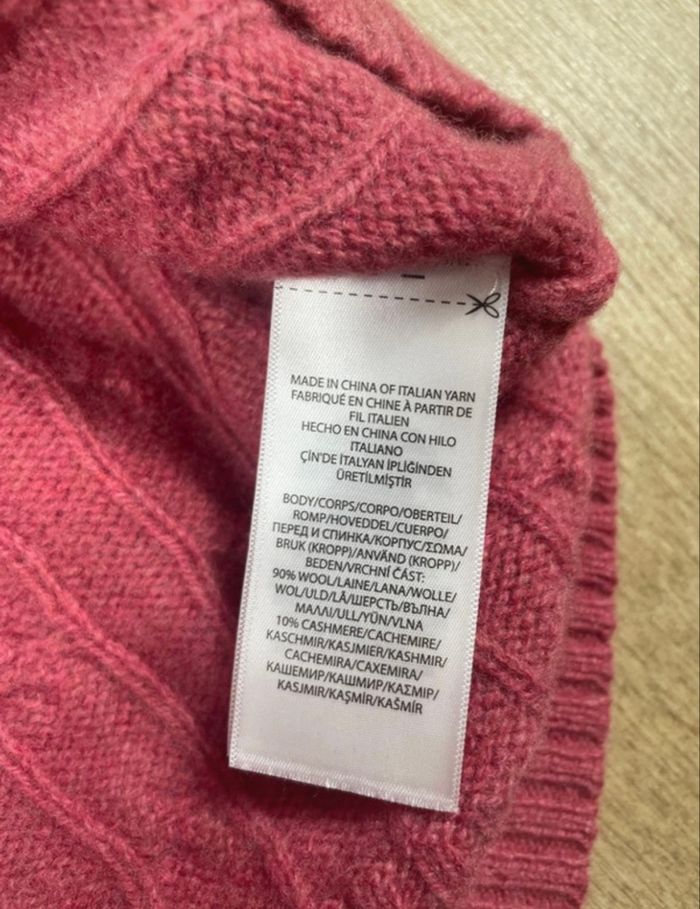 MADE IN CHINA OF ITALIAN YARN
FABRIQUÉ EN CHINE À PARTIR DE
FIL ITALIEN
HECHO EN CHINA CON HILO
ITALIANO
ÇİN'DE İTALYAN İPLİĞİNDEN
ÜRETİLMİŞTİR
BODY/CORPS/CORPO/OBERTEIL/
ROMP/HOVEDDEL/CUERPO/
ПЕРЕД И СПИНКА/КОРПУС/ΣΩΜΑ/
BRUK (KROPP)/ANVÄND (KROPP)/
BEDEN/VRCHNÍ ČÁST:
90% WOOL/LAINE/LANA/WOLLE/
WOL/ULD/LÅ/ШЕРСТЬ/ВЪЛНА/
ΜΑΛΛΙ/ULL/YÜN/VLNA
10% CASHMERE/CACHEMIRE/
KASCHMIR/KASJMIER/KASHMIR/
CACHEMIRA/CAXEMIRA/
КАШЕМИР/КАШМИР/ΚΑΣΜΙΡ/
KASJMIR/KAŞMİR/KAŠMÍR